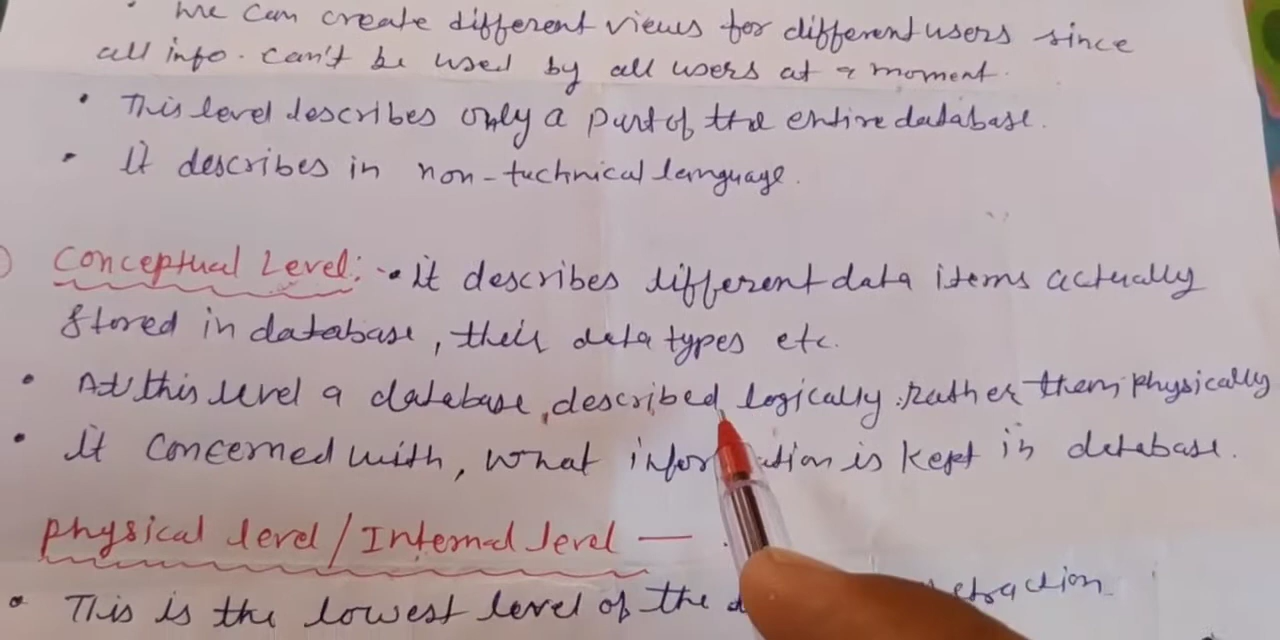 • We can create different views for different users since
all info. can't be used by all users at a moment.
• This level describes only a part of the entire database.
• It describes in non-technical language.
Conceptual Level: - • it describes different data items actually
stored in database, their data types etc.
• At this level a database, described logically rather them physically
• it concerned with, what information is kept in database.
physical level / Internal level —
• This is the lowest level of the